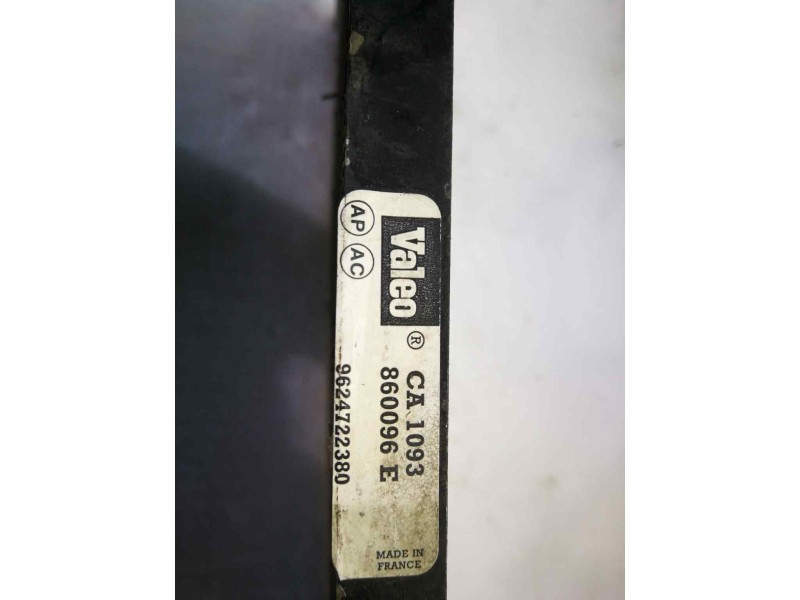 Valeo ®
CA 1093
860096 E
AP AC
9624722380
MADE IN
FRANCE